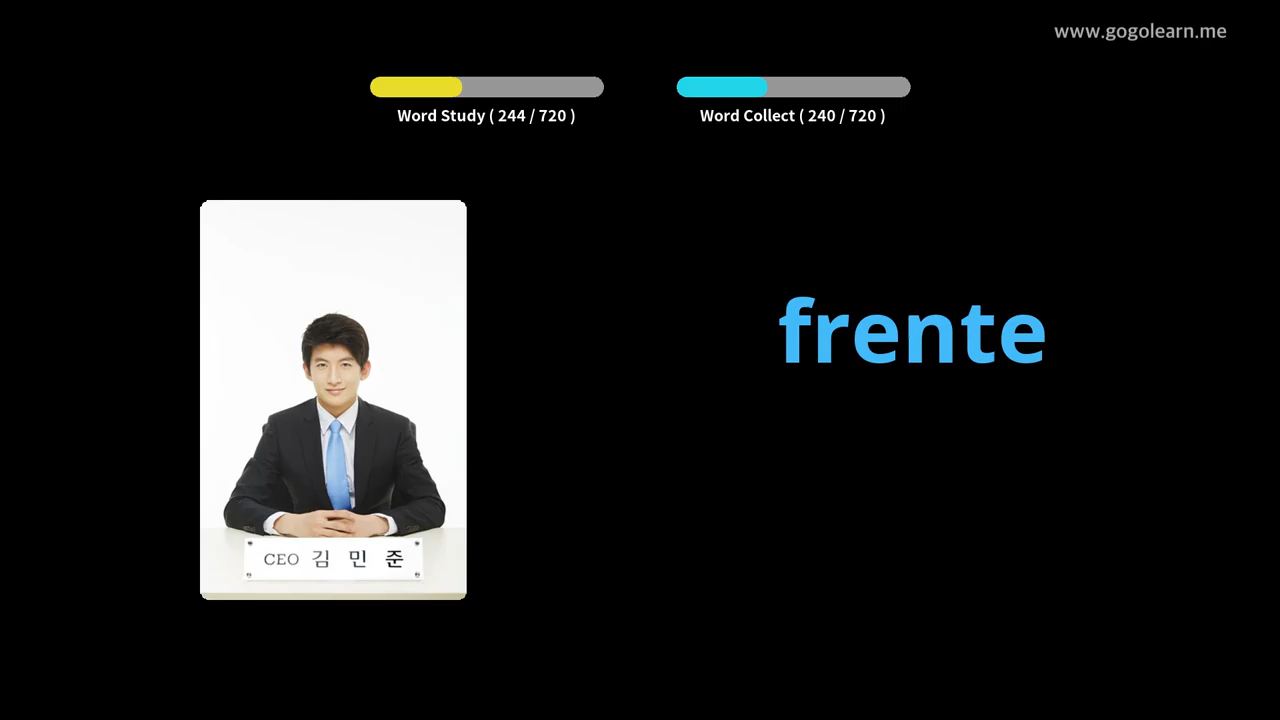 www.gogolearn.me
Word Study ( 244 / 720 )
Word Collect ( 240 / 720 )
frente
CEO 김 민 준